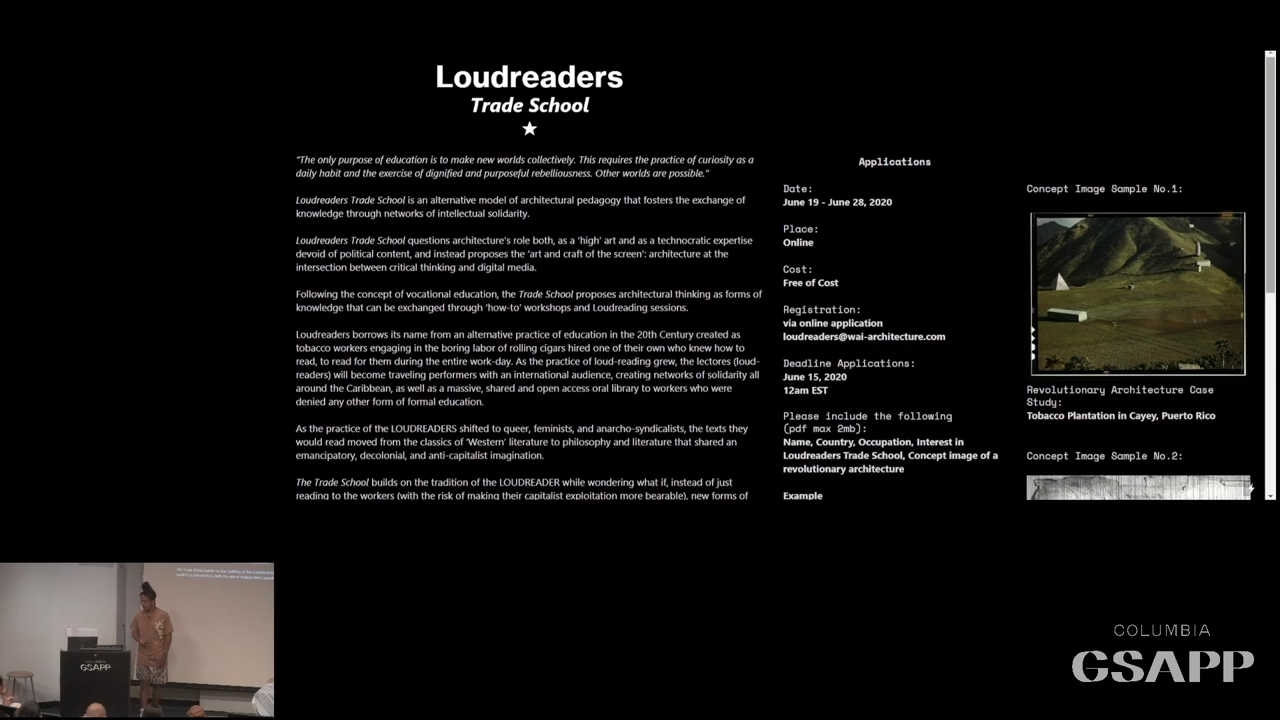 Loudreaders
Trade School
"The only purpose of education is to make new worlds collectively. This requires the practice of curiosity as a
daily habit and the exercise of dignified and purposeful rebelliousness. Other worlds are possible."
Loudreaders Trade School is an alternative model of architectural pedagogy that fosters the exchange of
knowledge through networks of intellectual solidarity.
Loudreaders Trade School questions architecture's role both, as a 'high' art and as a technocratic expertise
devoid of political content, and instead proposes the 'art and craft of the screen': architecture at the
intersection between critical thinking and digital media.
Following the concept of vocational education, the Trade School proposes architectural thinking as forms of
knowledge that can be exchanged through 'how-to' workshops and Loudreading sessions.
Loudreaders borrows its name from an alternative practice of education in the 20th Century created as
tobacco workers engaging in the boring labor of rolling cigars hired one of their own who knew how to
read, to read for them during the entire work-day. As the practice of loud-reading grew, the lectores (loud-
readers) will become traveling performers with an international audience, creating networks of solidarity all
around the Caribbean, as well as a massive, shared and open access oral library to workers who were
denied any other form of formal education.
As the practice of the LOUDREADERS shifted to queer, feminists, and anarcho-syndicalists, the texts they
would read moved from the classics of 'Western' literature to philosophy and literature that shared an
emancipatory, decolonial, and anti-capitalist imagination.
The Trade School builds on the tradition of the LOUDREADER while wondering what if, instead of just
reading to the workers (with the risk of making their capitalist exploitation more bearable), new forms of
Applications
Date:
June 19 - June 28, 2020
Place:
Online
Cost:
Free of Cost
Registration:
via online application
loudreaders@wai-architecture.com
Deadline Applications:
June 15, 2020
12am EST
Please include the following
(pdf max 2mb):
Name, Country, Occupation, Interest in
Loudreaders Trade School, Concept image of a
revolutionary architecture
Example
Concept Image Sample No.1:
Revolutionary Architecture Case
Study:
Tobacco Plantation in Cayey, Puerto Rico
Concept Image Sample No.2:
GSAPP
COLUMBIA
GSAPP